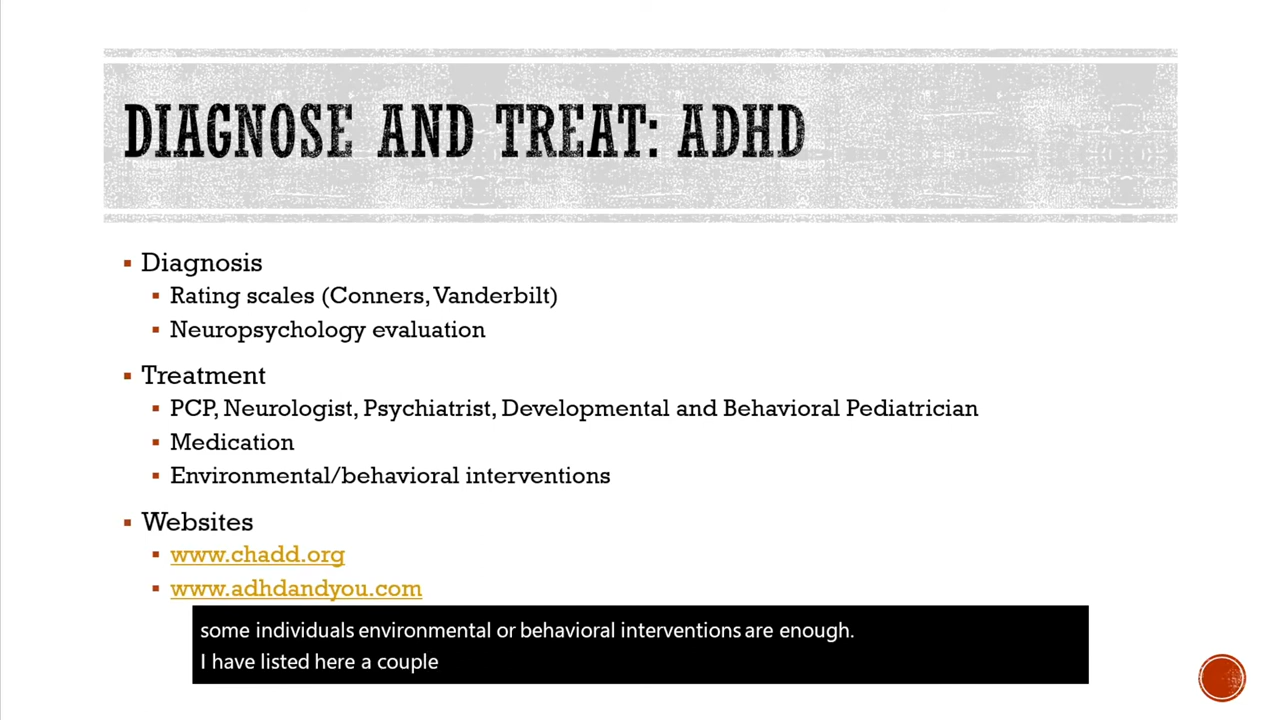 DIAGNOSE AND TREAT: ADHD
▪ Diagnosis
▪ Rating scales (Conners, Vanderbilt)
▪ Neuropsychology evaluation
▪ Treatment
▪ PCP, Neurologist, Psychiatrist, Developmental and Behavioral Pediatrician
▪ Medication
▪ Environmental/behavioral interventions
▪ Websites
▪ www.chadd.org
▪ www.adhdandyou.com
some individuals environmental or behavioral interventions are enough.
I have listed here a couple